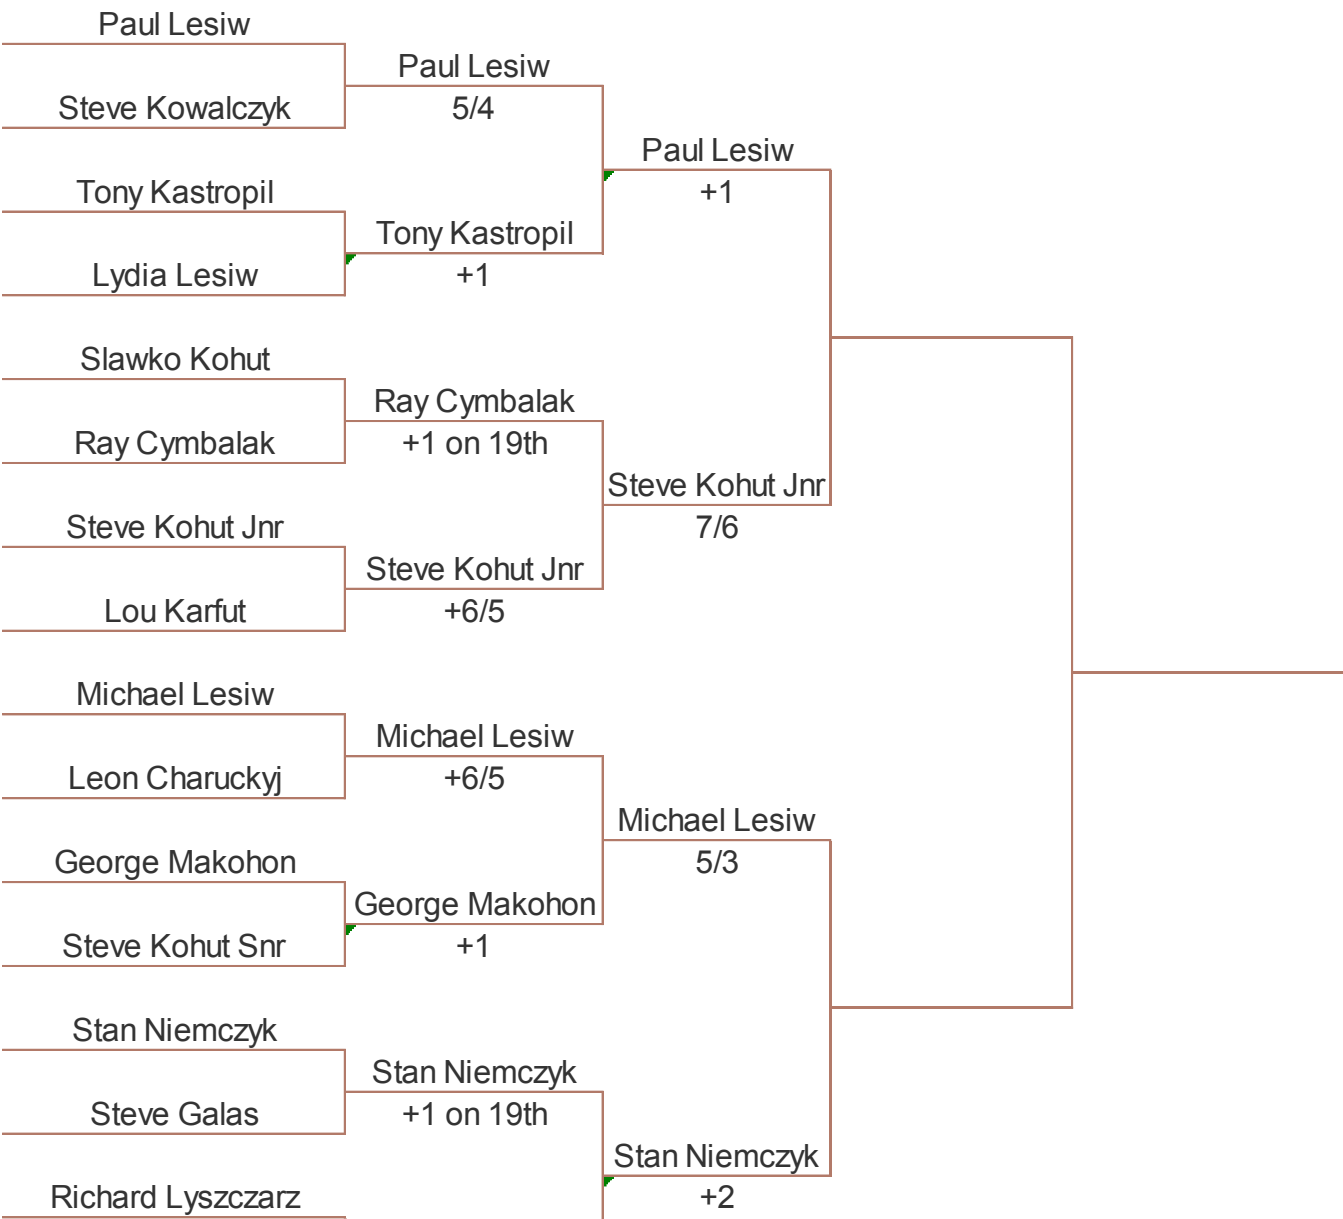 Paul Lesiw
Steve Kowalczyk
Tony Kastropil
Lydia Lesiw
Slawko Kohut
Ray Cymbalak
Steve Kohut Jnr
Lou Karfut
Michael Lesiw
Leon Charuckyj
George Makohon
Steve Kohut Snr
Stan Niemczyk
Steve Galas
Richard Lyszczarz
Paul Lesiw
5/4
Tony Kastropil
+1
Ray Cymbalak
+1 on 19th
Steve Kohut Jnr
+6/5
Michael Lesiw
+6/5
George Makohon
+1
Stan Niemczyk
+1 on 19th
Paul Lesiw
+1
Steve Kohut Jnr
7/6
Michael Lesiw
5/3
Stan Niemczyk
+2